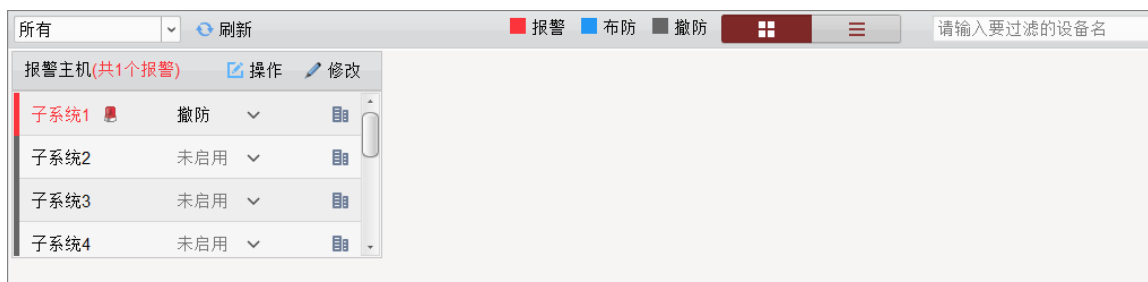 所有 刷新 报警 布防 撤防 请输入要过滤的设备名
报警主机(共1个报警) 操作 修改
子系统1 撤防
子系统2 未启用
子系统3 未启用
子系统4 未启用